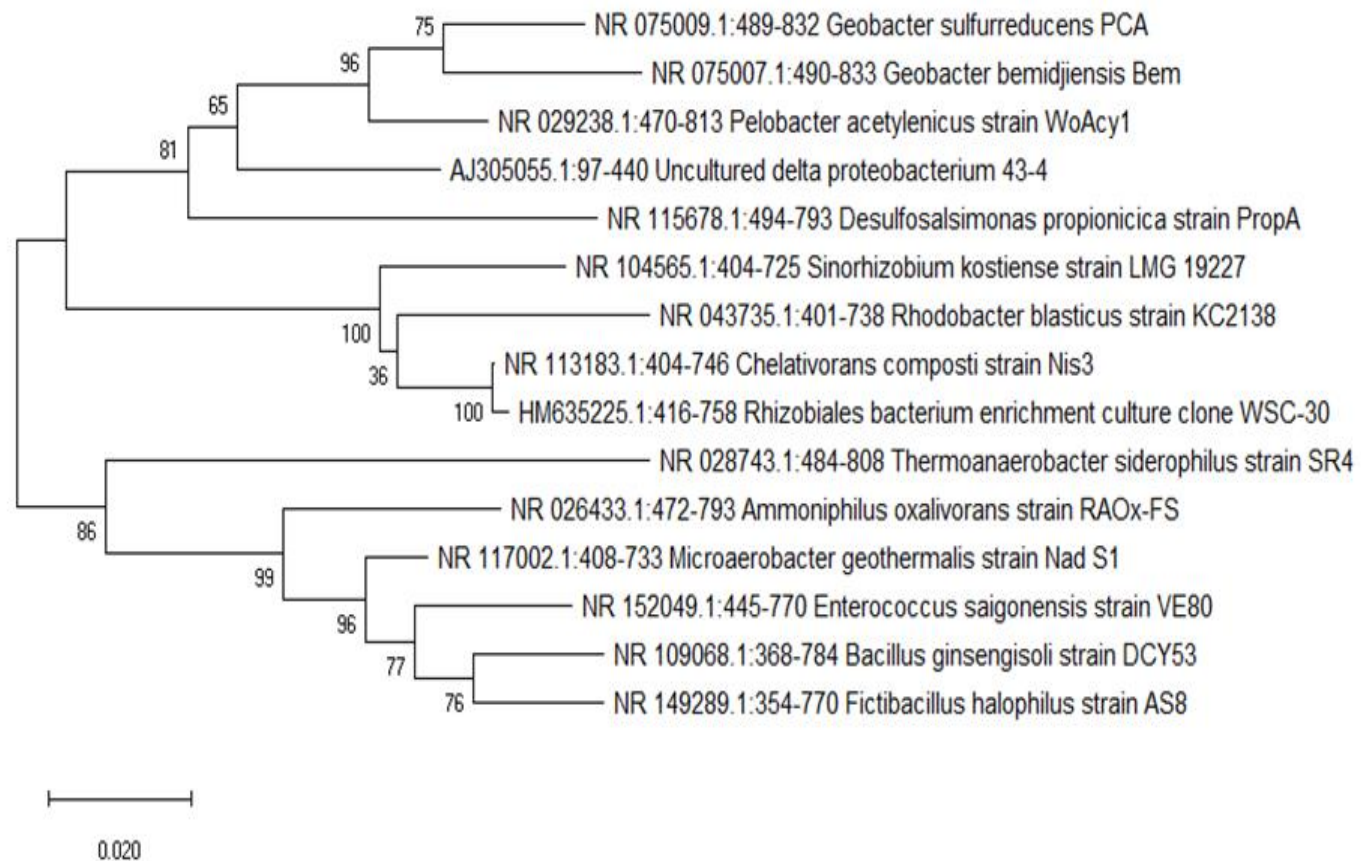 75
NR 075009.1:489-832 Geobacter sulfurreducens PCA
96
NR 075007.1:490-833 Geobacter bemidjiensis Bem
65
NR 029238.1:470-813 Pelobacter acetylenicus strain WoAcy1
81
AJ305055.1:97-440 Uncultured delta proteobacterium 43-4
NR 115678.1:494-793 Desulfosalsimonas propionicica strain PropA
NR 104565.1:404-725 Sinorhizobium kostiense strain LMG 19227
100
NR 043735.1:401-738 Rhodobacter blasticus strain KC2138
36
NR 113183.1:404-746 Chelativorans composti strain Nis3
100
HM635225.1:416-758 Rhizobiales bacterium enrichment culture clone WSC-30
NR 028743.1:484-808 Thermoanaerobacter siderophilus strain SR4
86
NR 026433.1:472-793 Ammoniphilus oxalivorans strain RAOx-FS
99
NR 117002.1:408-733 Microaerobacter geothermalis strain Nad S1
96
NR 152049.1:445-770 Enterococcus saigonensis strain VE80
77
NR 109068.1:368-784 Bacillus ginsengisoli strain DCY53
76
NR 149289.1:354-770 Fictibacillus halophilus strain AS8
0.020